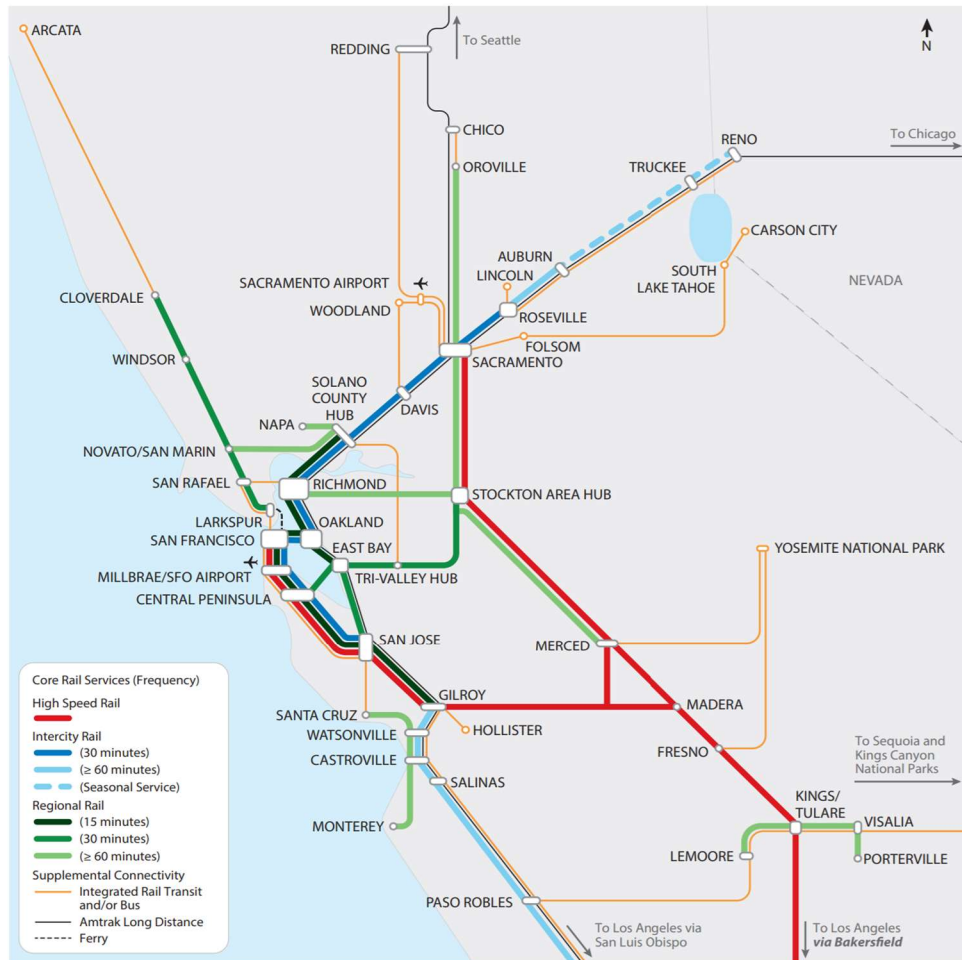 ARCATA
REDDING
To Seattle
N
CHICO
OROVILLE
RENO
To Chicago
TRUCKEE
CARSON CITY
AUBURN
LINCOLN
SOUTH
LAKE TAHOE
NEVADA
SACRAMENTO AIRPORT
WOODLAND
CLOVERDALE
ROSEVILLE
FOLSOM
SACRAMENTO
WINDSOR
SOLANO
COUNTY
HUB
DAVIS
NAPA
NOVATO/SAN MARIN
SAN RAFAEL
RICHMOND
STOCKTON AREA HUB
LARKSPUR
OAKLAND
SAN FRANCISCO
EAST BAY
YOSEMITE NATIONAL PARK
MILLBRAE/SFO AIRPORT
TRI-VALLEY HUB
CENTRAL PENINSULA
SAN JOSE
MERCED
GILROY
MADERA
SANTA CRUZ
HOLLISTER
WATSONVILLE
FRESNO
CASTROVILLE
To Sequoia and
Kings Canyon
National Parks
SALINAS
KINGS/
TULARE
VISALIA
MONTEREY
LEMOORE
PORTERVILLE
PASO ROBLES
To Los Angeles via
San Luis Obispo
To Los Angeles
via Bakersfield
Core Rail Services (Frequency)
High Speed Rail
Intercity Rail
(30 minutes)
(≥ 60 minutes)
(Seasonal Service)
Regional Rail
(15 minutes)
(30 minutes)
(≥ 60 minutes)
Supplemental Connectivity
Integrated Rail Transit
and/or Bus
Amtrak Long Distance
Ferry